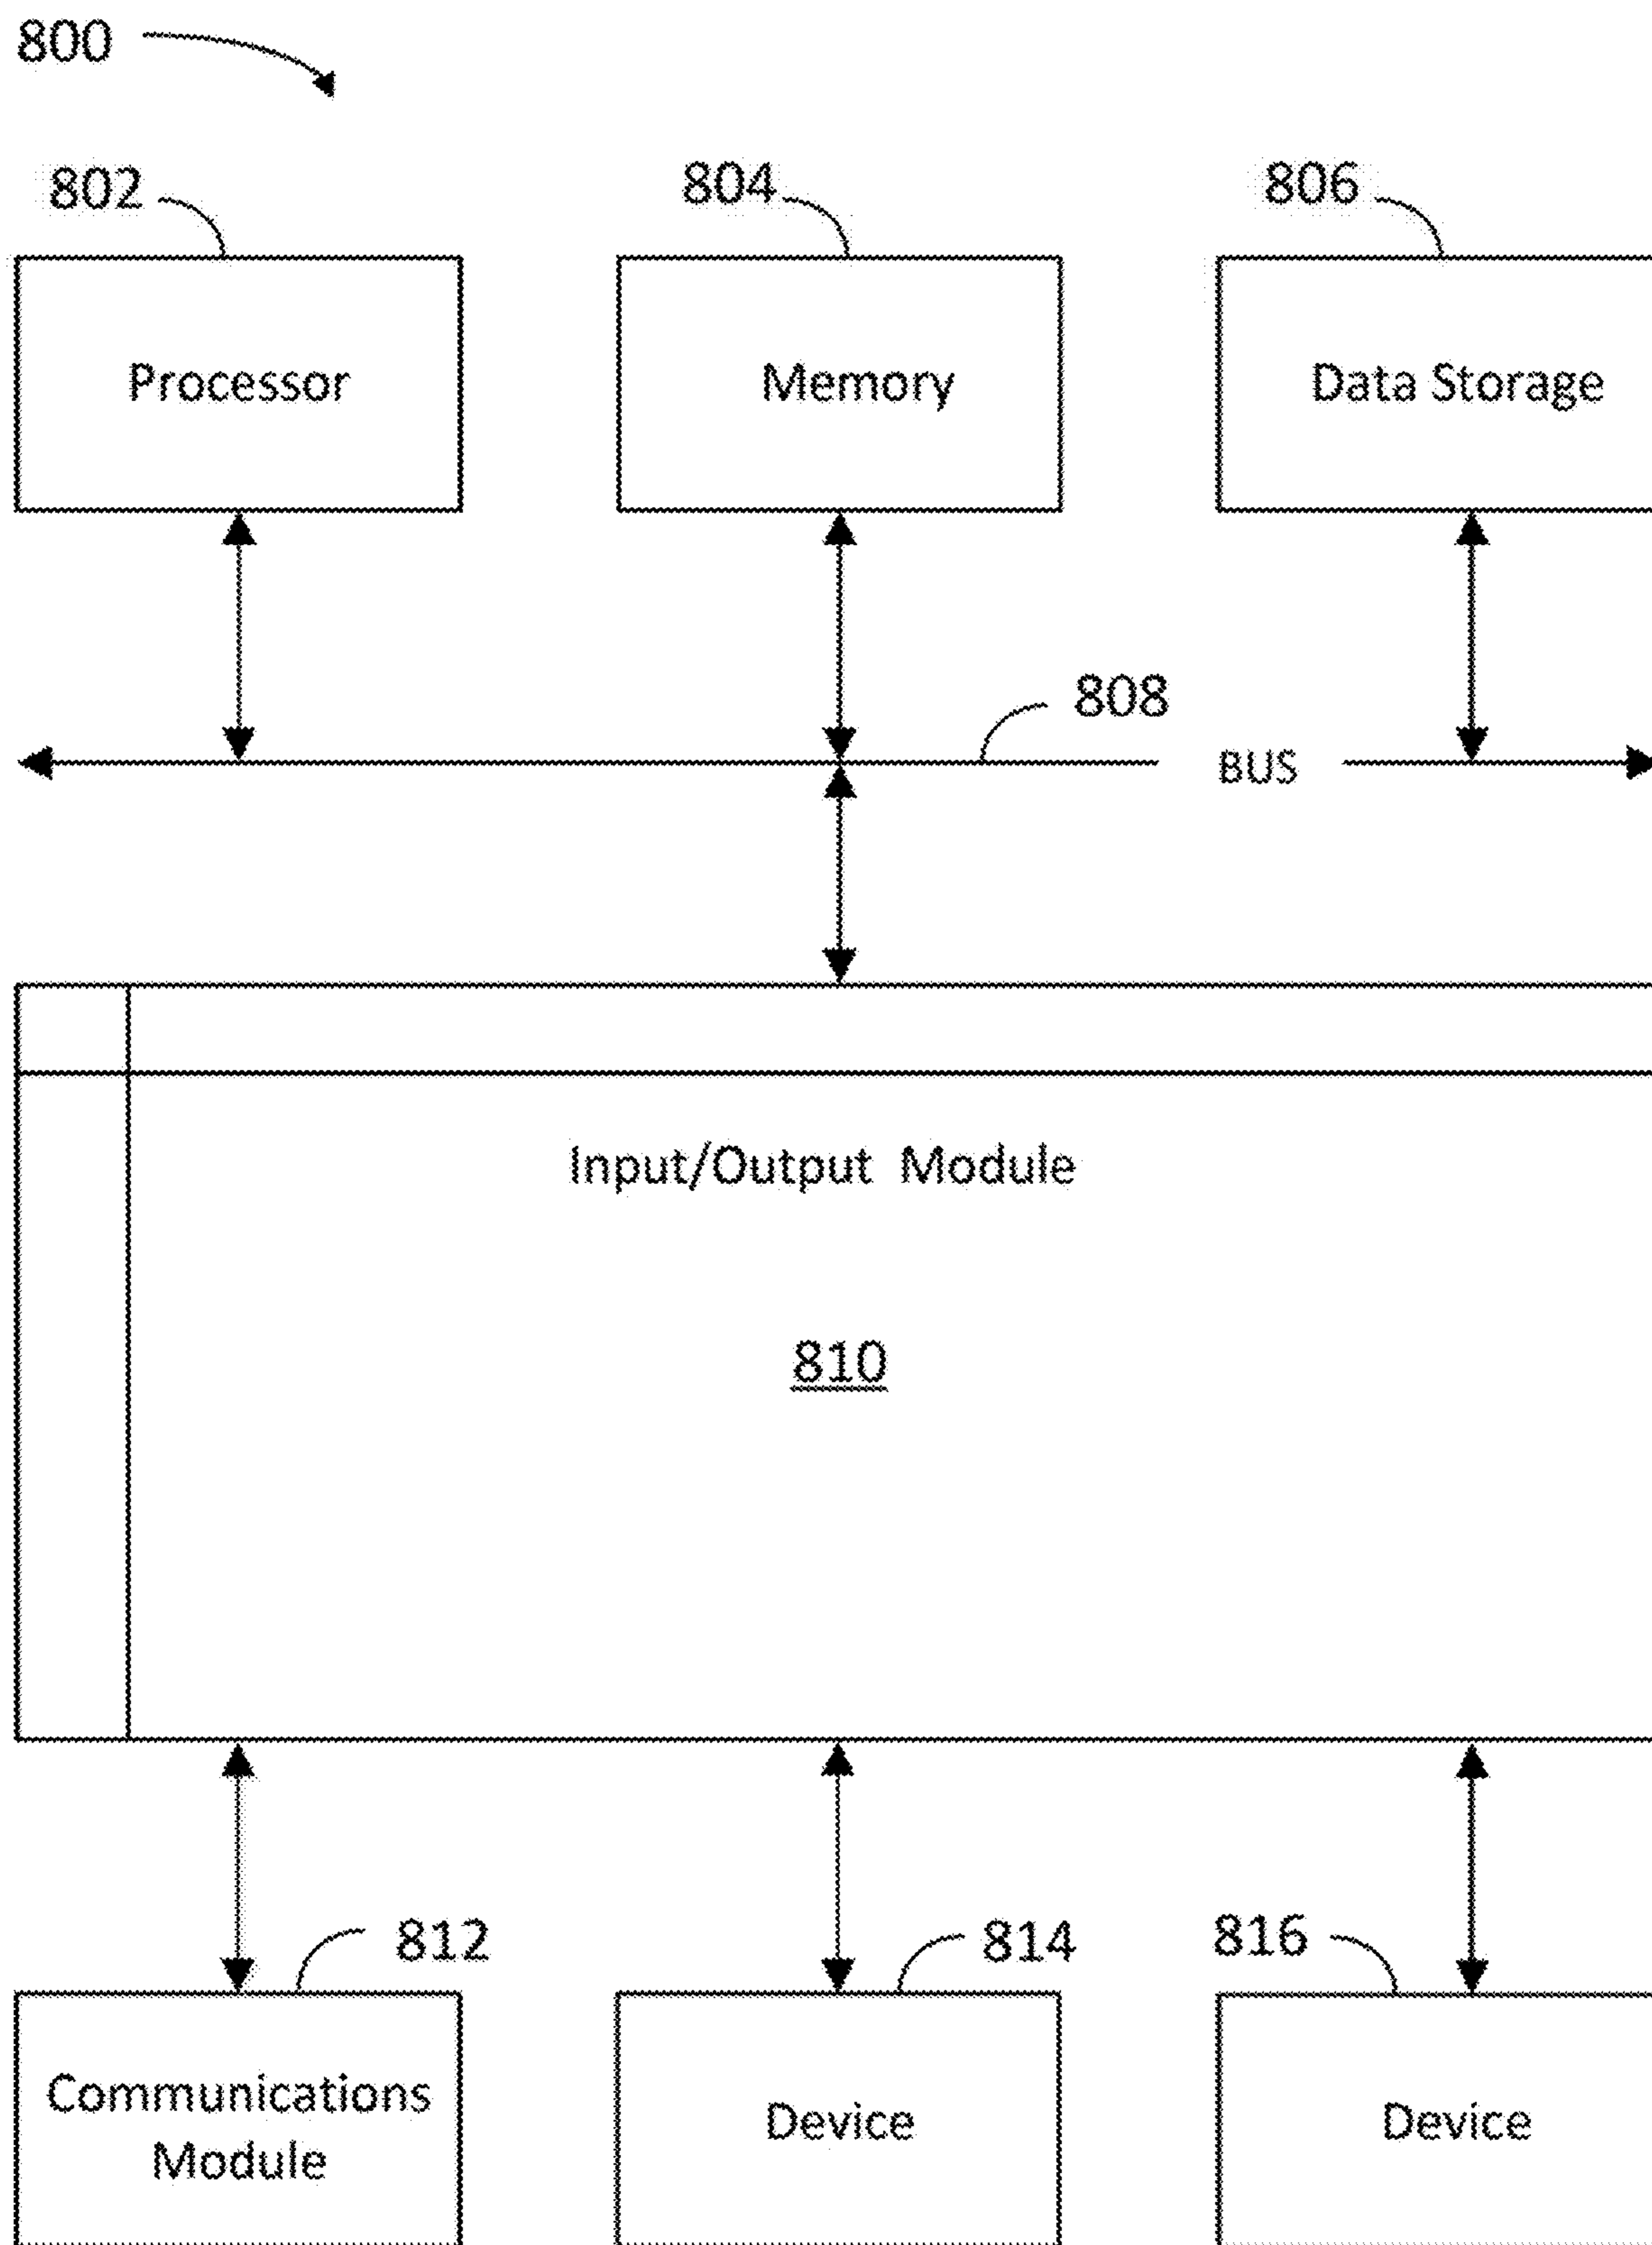 800
802
804
806
Processor
Memory
Data Storage
808
BUS
Input/Output Module
810
812
814
816
Communications
Module
Device
Device